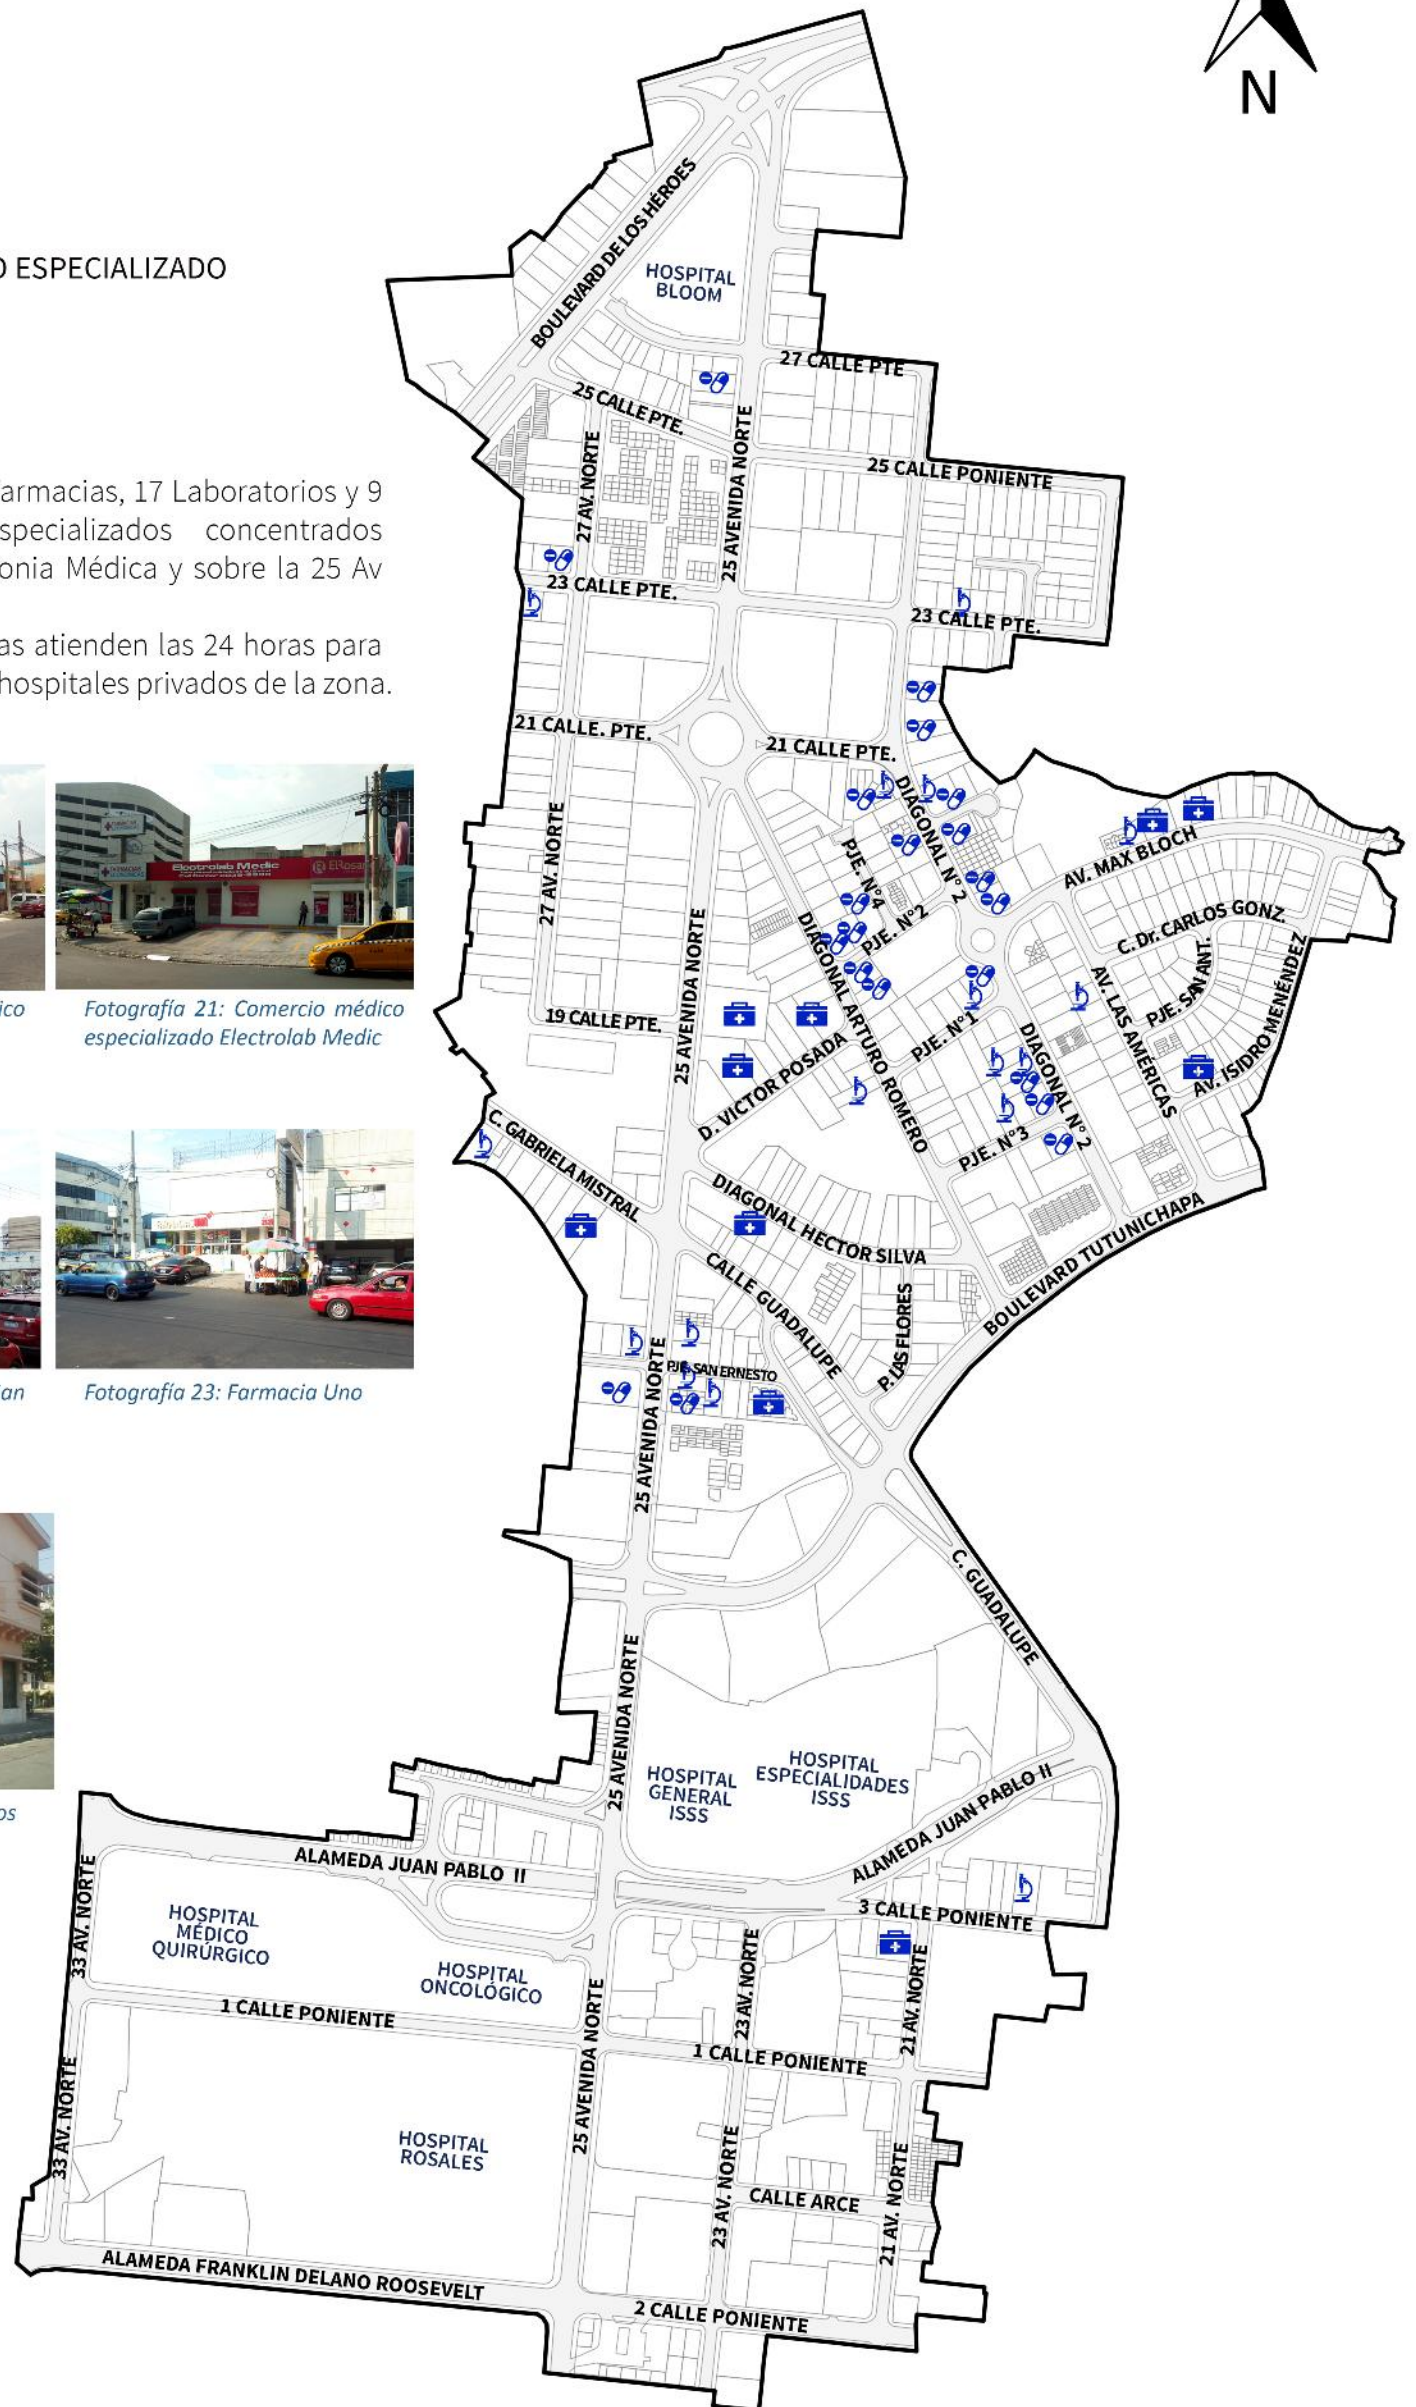 N
O ESPECIALIZADO
armacias, 17 Laboratorios y 9
specializados concentrados
onia Médica y sobre la 25 Av
as atienden las 24 horas para
hospitales privados de la zona.
Electrolab Medic
ico
Fotografía 21: Comercio médico
especializado Electrolab Medic
an
Fotografía 23: Farmacia Uno
os
BOULEVARD DE LOS HÉROES
HOSPITAL
BLOOM
27 CALLE PTE
25 CALLE PTE.
25 AVENIDA NORTE
27 AV. NORTE
25 CALLE PONIENTE
23 CALLE PTE.
23 CALLE PTE.
21 CALLE. PTE.
21 CALLE PTE.
DIAGONAL N° 2
27 AV. NORTE
PJE. N°4
PJE. N°2
AV. MAX BLOCH
C. Dr. CARLOS GONZ.
PJE. SAN ANT.
AV. ISIDRO MENÉNDEZ
AV. LAS AMÉRICAS
25 AVENIDA NORTE
DIAGONAL ARTURO ROMERO
19 CALLE PTE.
PJE. N°1
DIAGONAL N° 2
D. VICTOR POSADA
PJE. N°3
C. GABRIELA MISTRAL
DIAGONAL HECTOR SILVA
BOULEVARD TUTUNICHAPA
CALLE GUADALUPE
P. LAS FLORES
PJE. SAN ERNESTO
25 AVENIDA NORTE
C. GUADALUPE
25 AVENIDA NORTE
HOSPITAL
GENERAL
ISSS
HOSPITAL
ESPECIALIDADES
ISSS
ALAMEDA JUAN PABLO II
ALAMEDA JUAN PABLO II
3 CALLE PONIENTE
33 AV. NORTE
HOSPITAL
MÉDICO
QUIRÚRGICO
HOSPITAL
ONCOLÓGICO
23 AV. NORTE
21 AV. NORTE
1 CALLE PONIENTE
1 CALLE PONIENTE
25 AVENIDA NORTE
33 AV. NORTE
HOSPITAL
ROSALES
23 AV. NORTE
CALLE ARCE
21 AV. NORTE
ALAMEDA FRANKLIN DELANO ROOSEVELT
2 CALLE PONIENTE